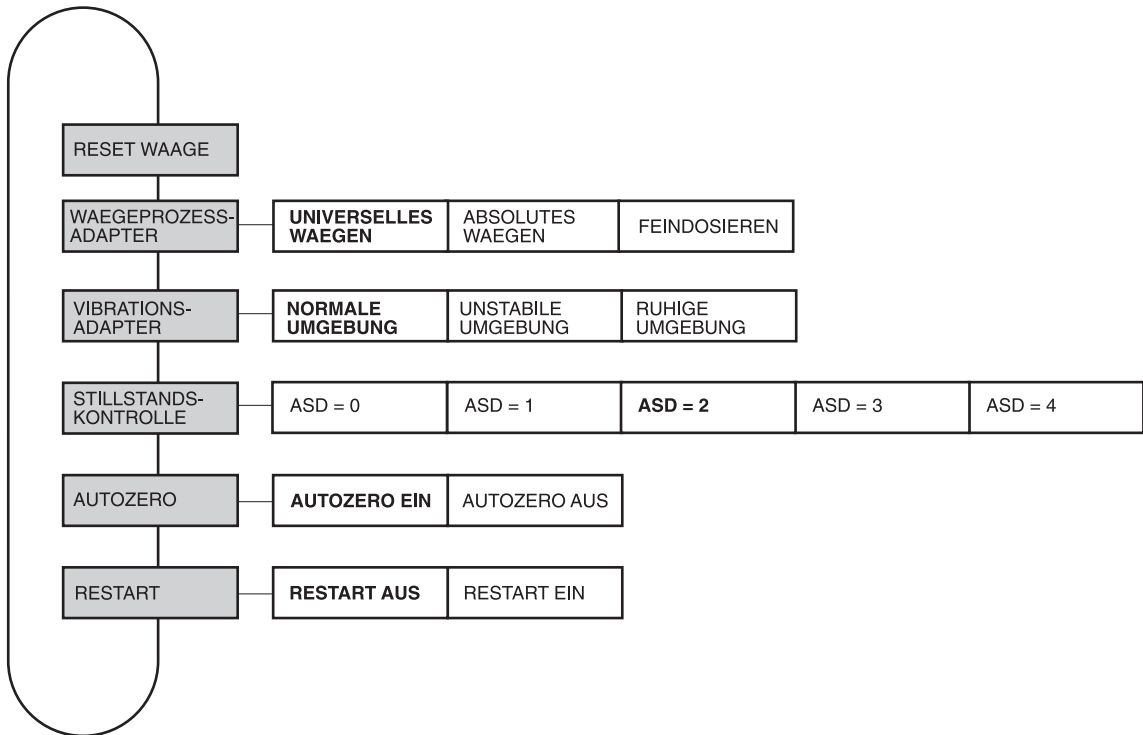 RESET WAAGE
WAEGEPROZESS-
ADAPTER
UNIVERSELLES
WAEGEN
ABSOLUTES
WAEGEN
FEINDOSIEREN
VIBRATIONS-
ADAPTER
NORMALE
UMGEBUNG
UNSTABILE
UMGEBUNG
RUHIGE
UMGEBUNG
STILLSTANDS-
KONTROLLE
ASD = 0
ASD = 1
ASD = 2
ASD = 3
ASD = 4
AUTOZERO
AUTOZERO EIN
AUTOZERO AUS
RESTART
RESTART AUS
RESTART EIN